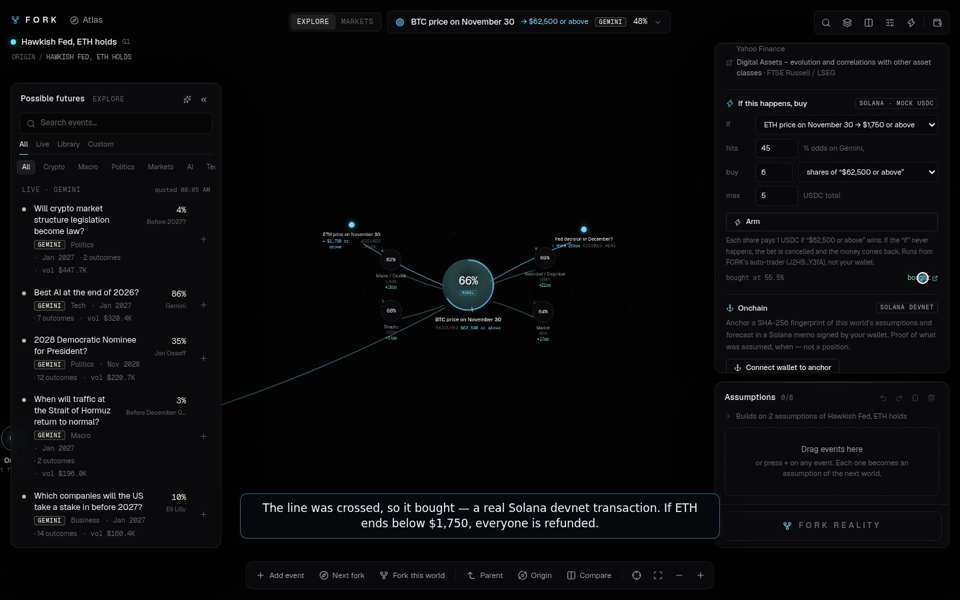 FORK
Atlas
EXPLORE
MARKETS
BTC price on November 30
→ $62,500 or above
GEMINI
48%
Hawkish Fed, ETH holds
G1
ORIGIN / HAWKISH FED, ETH HOLDS
Possible futures
EXPLORE
Search events...
All
Live
Library
Custom
All
Crypto
Macro
Politics
Markets
AI
LIVE · GEMINI
quoted 08:05 AM
Will crypto market
structure legislation
become law?
4%
Before 2027?
GEMINI
Politics
· Jan 2027
· 2 outcomes
· vol $447.7K
Best AI at the end of 2026?
86%
Gemini
GEMINI
Tech
· Jan 2027
· 7 outcomes
· vol $320.4K
2028 Democratic Nominee
for President?
35%
Jon Ossoff
GEMINI
Politics
· Nov 2028
· 12 outcomes
· vol $220.7K
When will traffic at
the Strait of Hormuz
return to normal?
3%
Before December 0...
GEMINI
Macro
· Jan 2027
· 2 outcomes
· vol $196.0K
Which companies will the US
take a stake in before 2027?
10%
Eli Lilly
GEMINI
Business
· Jan 2027
· 14 outcomes
· vol $160.4K
ETH price on November 30
Fed decision in December?
66%
MODEL
BTC price on November 30
$62,500 or above
Market
Yahoo Finance
Digital Assets – evolution and correlations with other asset
classes · FTSE Russell / LSEG
If this happens, buy
SOLANA · MOCK USDC
If
ETH price on November 30 → $1,750 or above
hits
45
% odds on Gemini,
buy
6
shares of "$62,500 or above"
max
5
USDC total
Arm
Each share pays 1 USDC if "$62,500 or above" wins. If the "if" never
happens, the bet is cancelled and the money comes back. Runs from
FORK's auto-trader (J2H9…Y3fA), not your wallet.
bought at 55.5%
Onchain
SOLANA DEVNET
Anchor a SHA-256 fingerprint of this world's assumptions and
forecast in a Solana memo signed by your wallet. Proof of what
was assumed, when — not a position.
Connect wallet to anchor
Assumptions
0/8
Builds on 2 assumptions of Hawkish Fed, ETH holds
Drag events here
or press + on any event. Each one becomes an
assumption of the next world.
FORK REALITY
The line was crossed, so it bought — a real Solana devnet transaction. If ETH
ends below $1,750, everyone is refunded.
Add event
Next fork
Fork this world
Parent
Origin
Compare